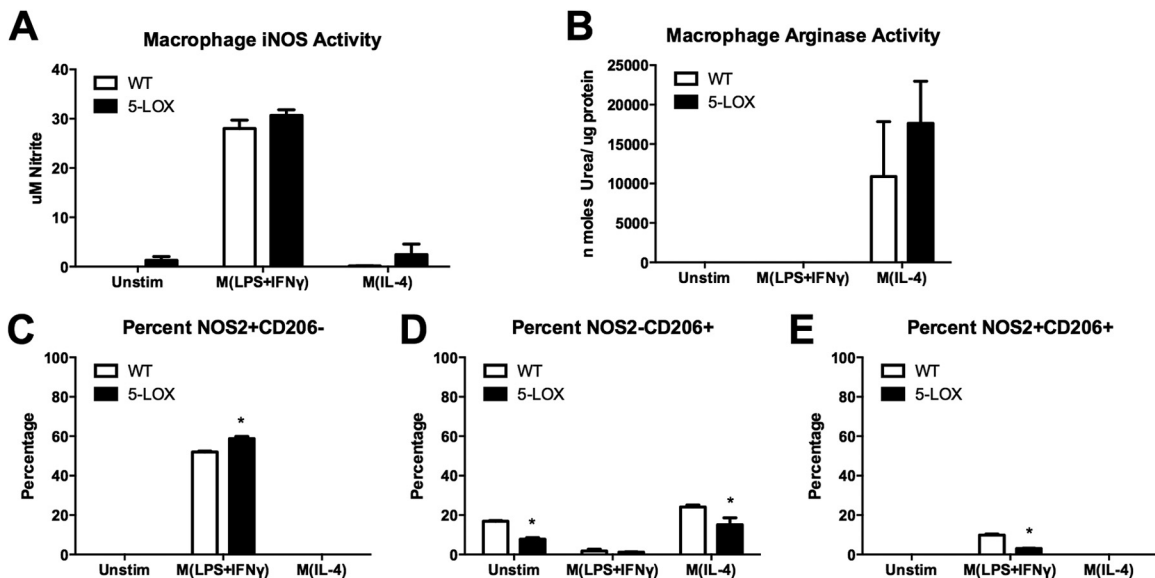 A
Macrophage iNOS Activity
WT
5-LOX
uM Nitrite
40
30
20
10
0
Unstim
M(LPS+IFNγ)
M(IL-4)
B
Macrophage Arginase Activity
WT
5-LOX
n moles Urea/ ug protein
25000
20000
15000
10000
5000
0
Unstim
M(LPS+IFNγ)
M(IL-4)
C
Percent NOS2+CD206-
WT
5-LOX
Percentage
100
80
60
40
20
0
*
Unstim
M(LPS+IFNγ)
M(IL-4)
D
Percent NOS2-CD206+
WT
5-LOX
Percentage
100
80
60
40
20
0
*
*
Unstim
M(LPS+IFNγ)
M(IL-4)
E
Percent NOS2+CD206+
WT
5-LOX
Percentage
100
80
60
40
20
0
*
Unstim
M(LPS+IFNγ)
M(IL-4)